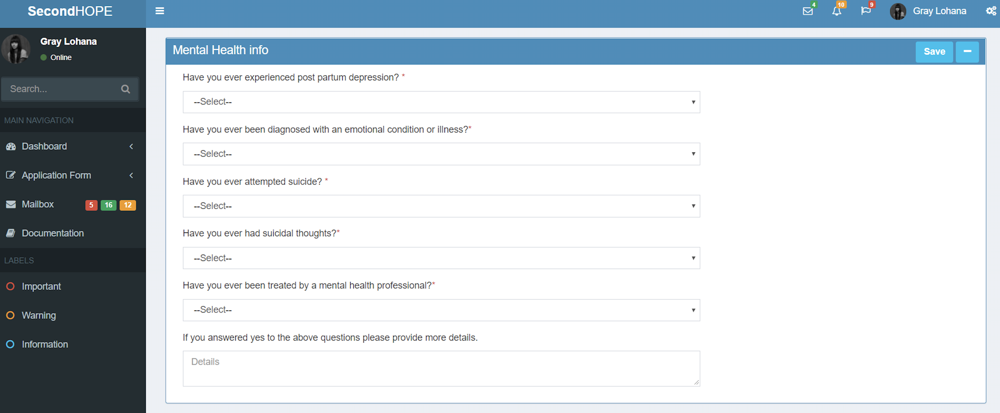 SecondHOPE
4
10
9
Gray Lohana
Gray Lohana
Online
Search...
MAIN NAVIGATION
Dashboard
Application Form
Mailbox 5 16 12
Documentation
LABELS
Important
Warning
Information
Mental Health info
Save
Have you ever experienced post partum depression? *
--Select--
Have you ever been diagnosed with an emotional condition or illness?*
--Select--
Have you ever attempted suicide? *
--Select--
Have you ever had suicidal thoughts?*
--Select--
Have you ever been treated by a mental health professional?*
--Select--
If you answered yes to the above questions please provide more details.
Details